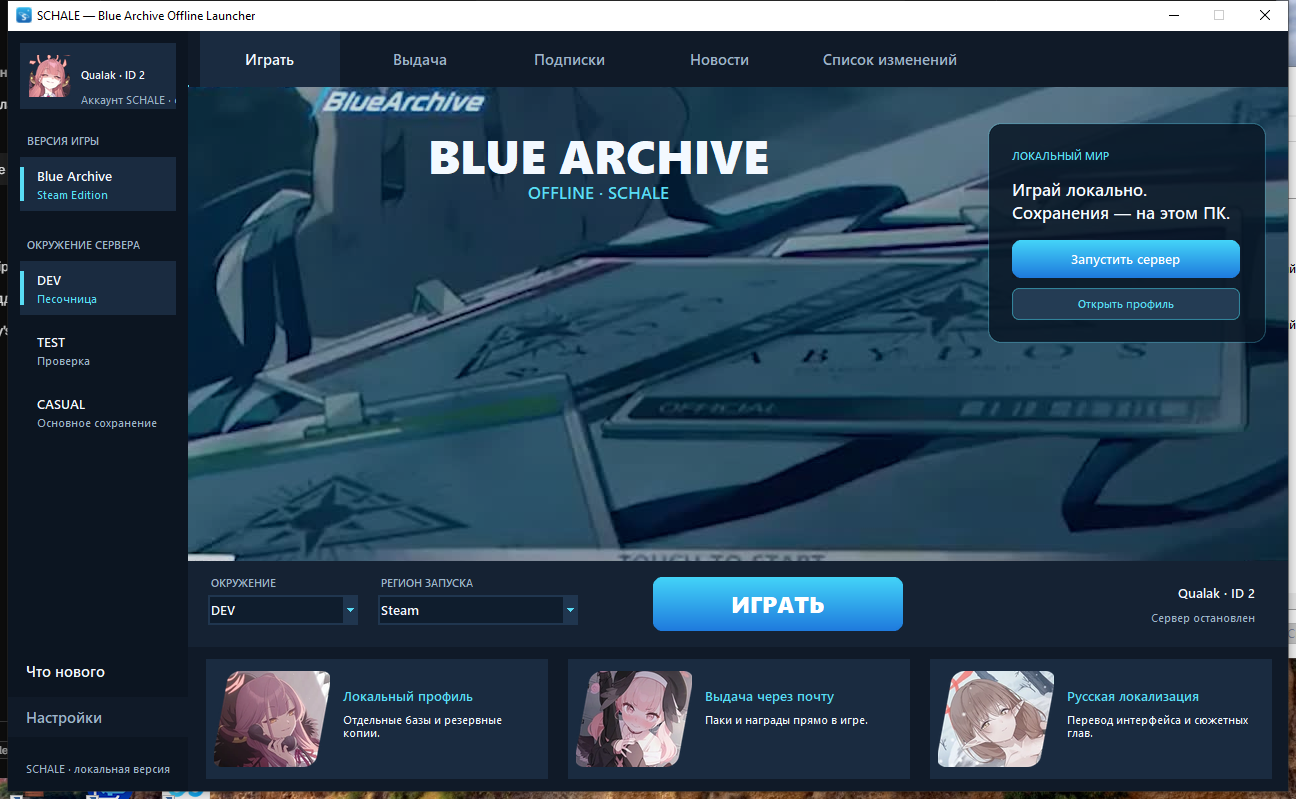 SCHALE — Blue Archive Offline Launcher
Qualak · ID 2
Аккаунт SCHALE ·
Играть
Выдача
Подписки
Новости
Список изменений
ВЕРСИЯ ИГРЫ
Blue Archive
Steam Edition
ОКРУЖЕНИЕ СЕРВЕРА
DEV
Песочница
TEST
Проверка
CASUAL
Основное сохранение
Что нового
Настройки
SCHALE · локальная версия
BlueArchive
BLUE ARCHIVE
OFFLINE · SCHALE
ЛОКАЛЬНЫЙ МИР
Играй локально.
Сохранения — на этом ПК.
Запустить сервер
Открыть профиль
ABYDOS
OFFICIAL
TOUCH TO START
ОКРУЖЕНИЕ
DEV
РЕГИОН ЗАПУСКА
Steam
ИГРАТЬ
Qualak · ID 2
Сервер остановлен
Локальный профиль
Отдельные базы и резервные
копии.
Выдача через почту
Паки и награды прямо в игре.
Русская локализация
Перевод интерфейса и сюжетных
глав.